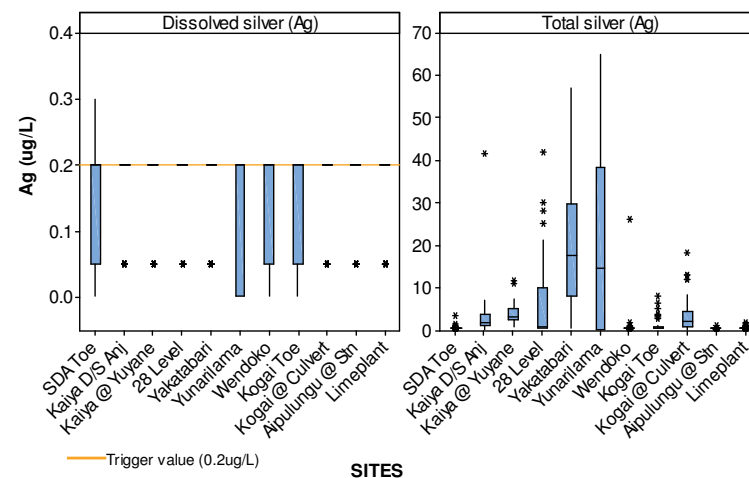 Dissolved silver (Ag)
Total silver (Ag)
Ag (ug/L)
0.4
0.3
0.2
0.1
0.0
70
60
50
40
30
20
10
0
SDA Toe
Kaiya D/S Anj
Kaiya @ Yuyane
28 Level
Yakatabari
Yunarilama
Wendoko
Kogai Toe
Kogai @ Culvert
Aipulungu @ Stn
Limeplant
SDA Toe
Kaiya D/S Anj
Kaiya @ Yuyane
28 Level
Yakatabari
Yunarilama
Wendoko
Kogai Toe
Kogai @ Culvert
Aipulungu @ Stn
Limeplant
Trigger value (0.2ug/L)
SITES